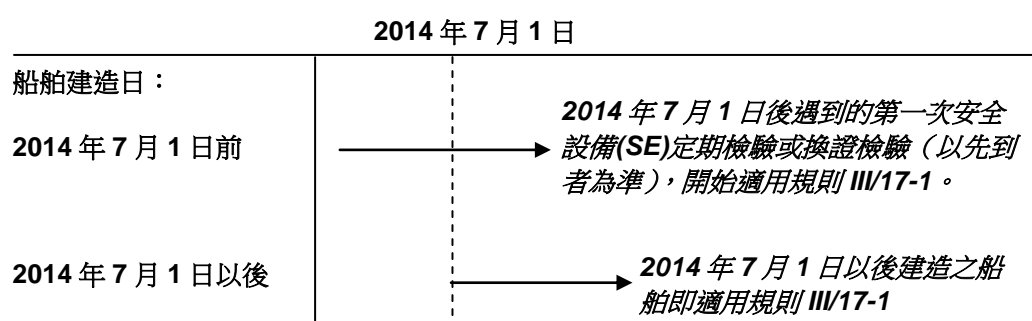 2014 年 7 月 1 日
船舶建造日：
2014 年 7 月 1 日前
2014 年 7 月 1 日後遇到的第一次安全
設備(SE)定期檢驗或換證檢驗（以先到
者為準），開始適用規則 III/17-1。
2014 年 7 月 1 日以後
2014 年 7 月 1 日以後建造之船
舶即適用規則 III/17-1